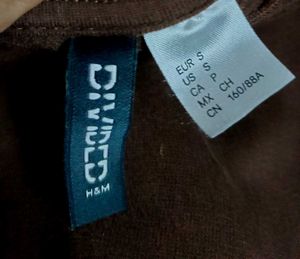 DIVIDED
H&M
EUR S
US S
CA P
MX CH
CN 160/88A